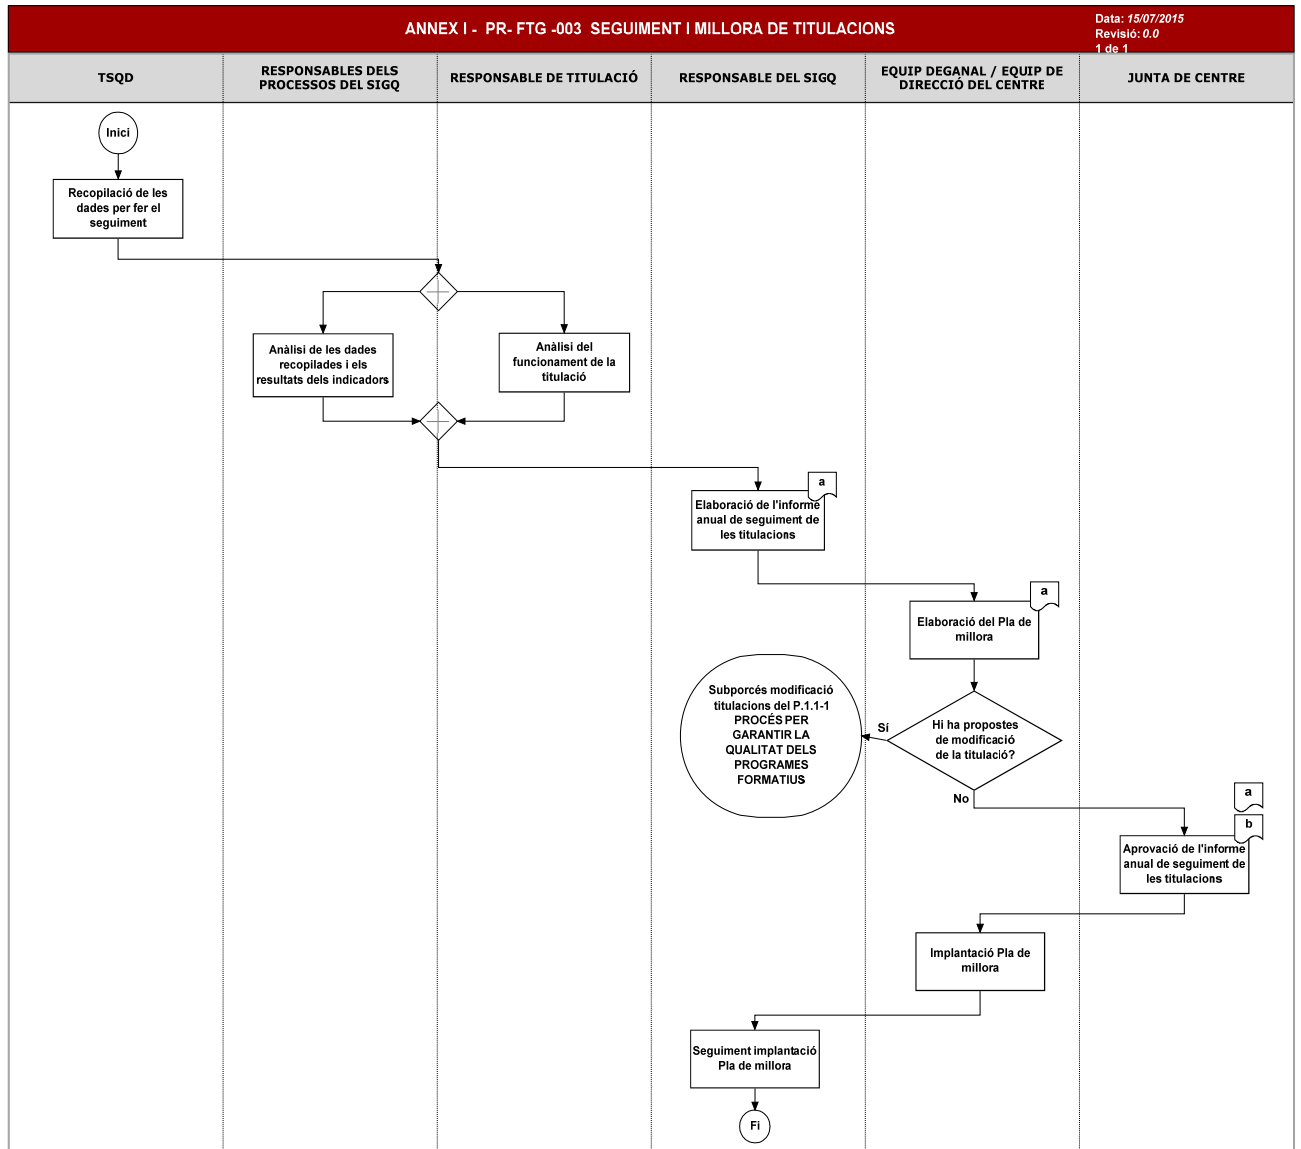 ANNEX I - PR- FTG -003 SEGUIMENT I MILLORA DE TITULACIONS
Data: 15/07/2015
Revisió: 0.0
1 de 1
TSQD
RESPONSABLES DELS
PROCESSOS DEL SIGQ
RESPONSABLE DE TITULACIÓ
RESPONSABLE DEL SIGQ
EQUIP DEGANAL / EQUIP DE
DIRECCIÓ DEL CENTRE
JUNTA DE CENTRE
Inici
Recopilació de les
dades per fer el
seguiment
Anàlisi de les dades
recopilades i els
resultats dels indicadors
Anàlisi del
funcionament de la
titulació
a
Elaboració de l'informe
anual de seguiment de
les titulacions
a
Elaboració del Pla de
millora
Subporcés modificació
titulacions del P.1.1-1
PROCÉS PER
GARANTIR LA
QUALITAT DELS
PROGRAMES
FORMATIUS
Sí
Hi ha propostes
de modificació
de la titulació?
No
a
b
Aprovació de l'informe
anual de seguiment de
les titulacions
Implantació Pla de
millora
Seguiment implantació
Pla de millora
Fi